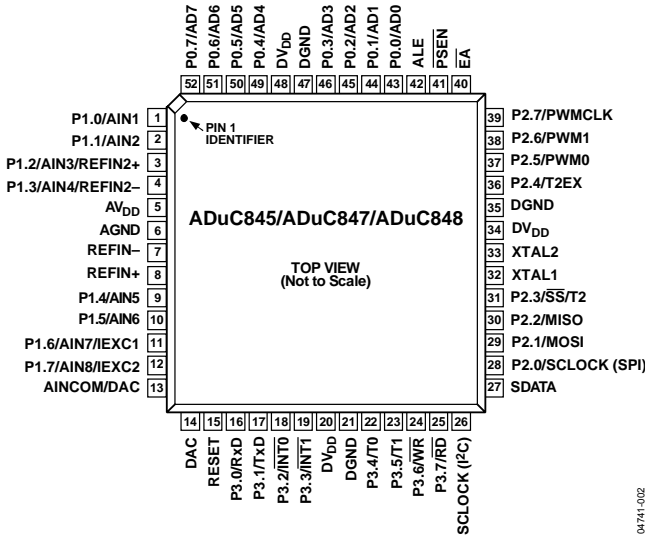 P0.7/AD7
P0.6/AD6
P0.5/AD5
P0.4/AD4
DVDD
DGND
P0.3/AD3
P0.2/AD2
P0.1/AD1
P0.0/AD0
ALE
P̅S̅E̅N̅
E̅A̅
52 51 50 49 48 47 46 45 44 43 42 41 40
P1.0/AIN1 1
P1.1/AIN2 2
P1.2/AIN3/REFIN2+ 3
P1.3/AIN4/REFIN2– 4
AVDD 5
AGND 6
REFIN– 7
REFIN+ 8
P1.4/AIN5 9
P1.5/AIN6 10
P1.6/AIN7/IEXC1 11
P1.7/AIN8/IEXC2 12
AINCOM/DAC 13
PIN 1
IDENTIFIER
ADuC845/ADuC847/ADuC848
TOP VIEW
(Not to Scale)
39 P2.7/PWMCLK
38 P2.6/PWM1
37 P2.5/PWM0
36 P2.4/T2EX
35 DGND
34 DVDD
33 XTAL2
32 XTAL1
31 P2.3/S̅S̅/T2
30 P2.2/MISO
29 P2.1/MOSI
28 P2.0/SCLOCK (SPI)
27 SDATA
14 15 16 17 18 19 20 21 22 23 24 25 26
DAC
RESET
P3.0/RxD
P3.1/TxD
P3.2/I̅N̅T̅0̅
P3.3/I̅N̅T̅1̅
DVDD
DGND
P3.4/T0
P3.5/T1
P3.6/W̅R̅
P3.7/R̅D̅
SCLOCK (I²C)
04741-002